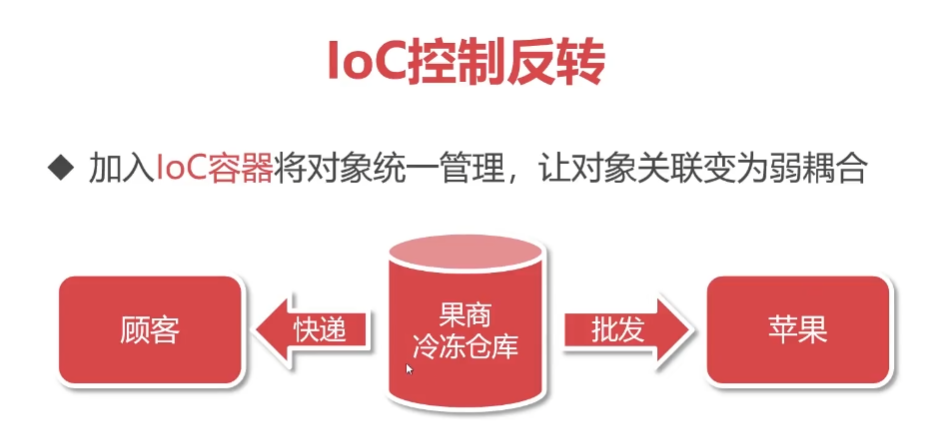 IoC控制反转
◆ 加入IoC容器将对象统一管理，让对象关联变为弱耦合
顾客
快递
果商
冷冻仓库
批发
苹果